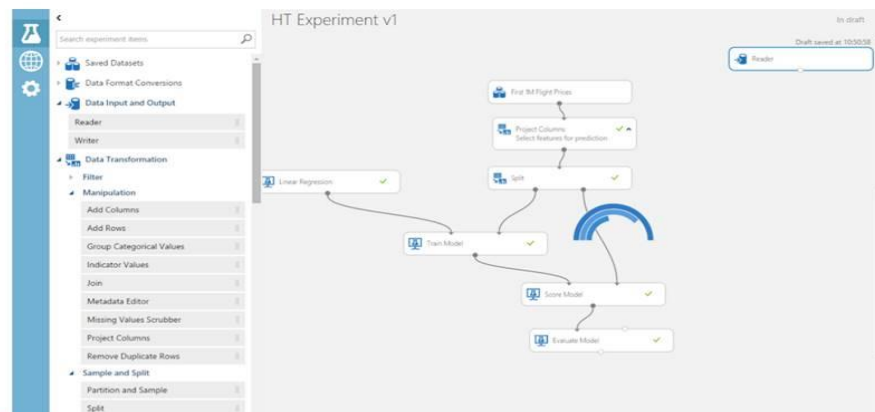 HT Experiment v1
In draft
Draft saved at 10:50:58
Search experiment items
Saved Datasets
Data Format Conversions
Data Input and Output
Reader
Writer
Data Transformation
Filter
Manipulation
Add Columns
Add Rows
Group Categorical Values
Indicator Values
Join
Metadata Editor
Missing Values Scrubber
Project Columns
Remove Duplicate Rows
Sample and Split
Partition and Sample
Split
Reader
First 1M Flight Prices
Project Columns
Select features for prediction
Split
Linear Regression
Train Model
Score Model
Evaluate Model